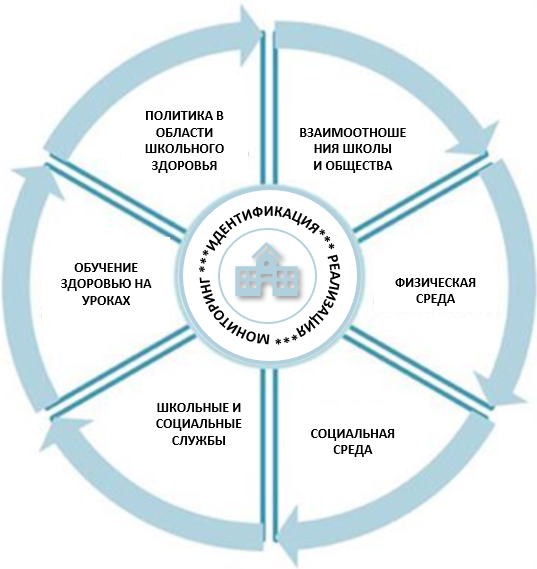 ПОЛИТИКА В
ОБЛАСТИ
ШКОЛЬНОГО
ЗДОРОВЬЯ
ВЗАИМООТНОШЕ
НИЯ ШКОЛЫ
И ОБЩЕСТВА
ФИЗИЧЕСКАЯ
СРЕДА
СОЦИАЛЬНАЯ
СРЕДА
ШКОЛЬНЫЕ И
СОЦИАЛЬНЫЕ
СЛУЖБЫ
ОБУЧЕНИЕ
ЗДОРОВЬЮ НА
УРОКАХ
***ИДЕНТИФИКАЦИЯ*** РЕАЛИЗАЦИЯ*** МОНИТОРИНГ